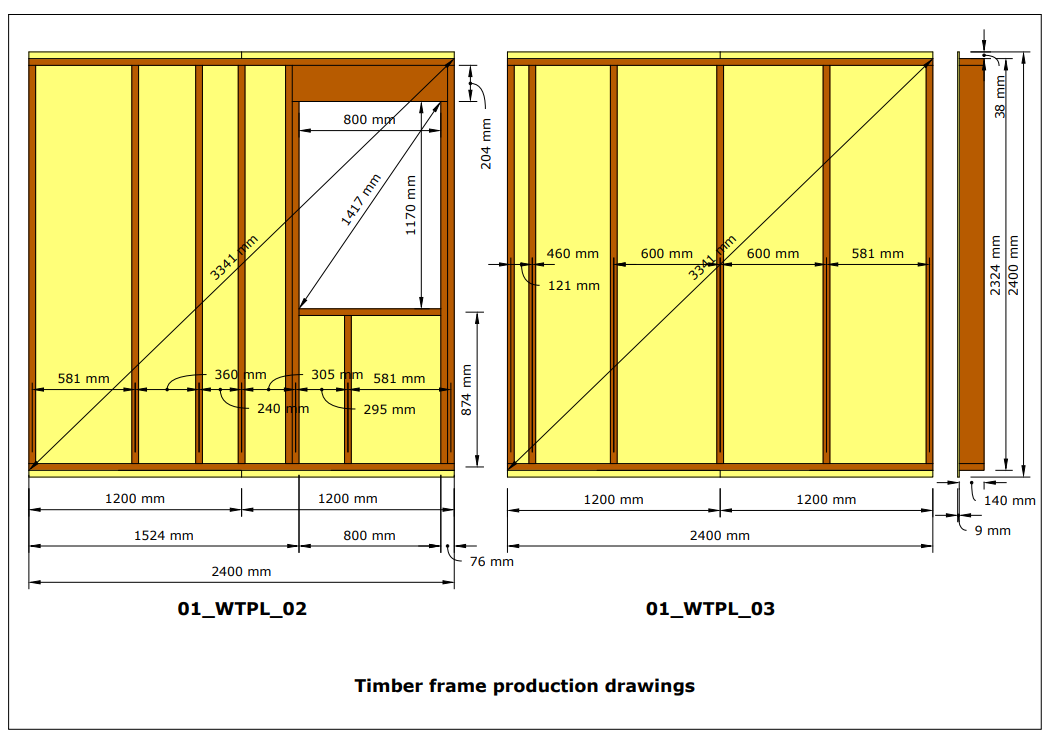 800 mm
204 mm
1417 mm
1170 mm
3341 mm
581 mm
360 mm
305 mm
581 mm
240 mm
295 mm
874 mm
1200 mm
1200 mm
1524 mm
800 mm
76 mm
2400 mm
01_WTPL_02
38 mm
460 mm
600 mm
3341 mm
600 mm
581 mm
121 mm
2324 mm
2400 mm
140 mm
9 mm
1200 mm
1200 mm
2400 mm
01_WTPL_03
Timber frame production drawings